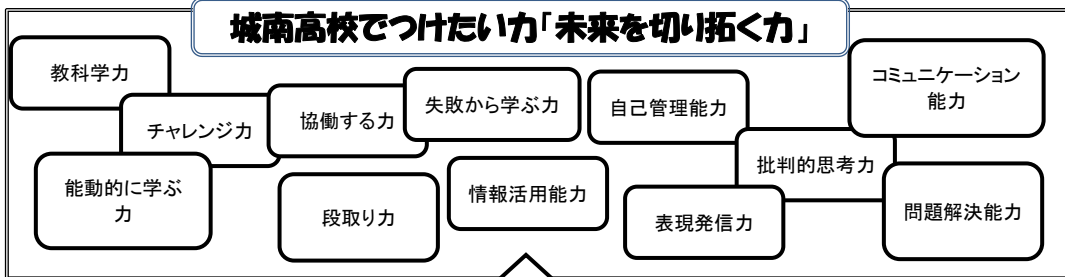 城南高校でつけたい力「未来を切り拓く力」
教科学力
チャレンジ力
協働する力
失敗から学ぶ力
自己管理能力
コミュニケーション
能力
批判的思考力
能動的に学ぶ
力
段取り力
情報活用能力
表現発信力
問題解決能力